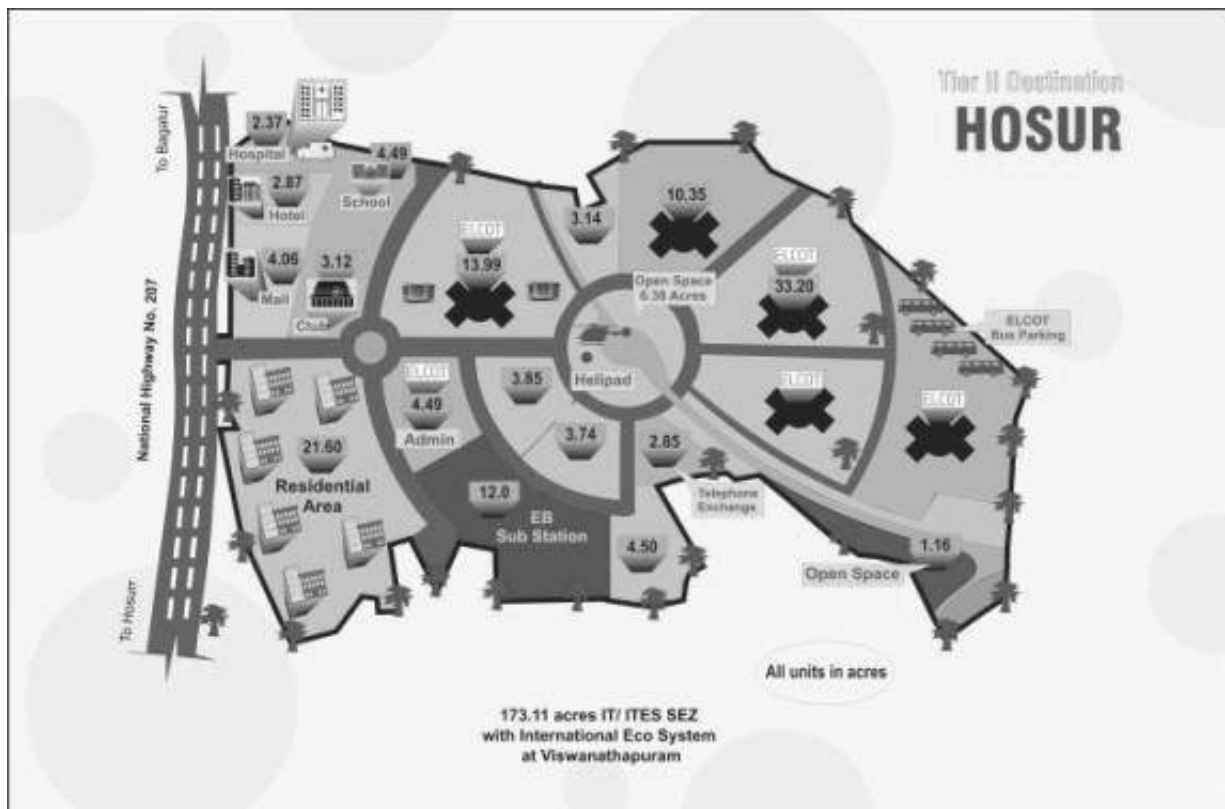 Tier II Destination
HOSUR
To Bagalur
2.37
Hospital
4.49
School
2.87
Hotel
4.06
Mall
3.12
Club
National Highway No. 207
ELCOT
13.99
3.14
10.35
Open Space
6.38 Acres
ELCOT
33.20
ELCOT
Bus Parking
Helipad
ELCOT
4.49
Admin
3.85
3.74
2.85
Telephone
Exchange
ELCOT
ELCOT
21.60
Residential
Area
12.0
EB
Sub Station
4.50
1.16
Open Space
To Hosurr
All units in acres
173.11 acres IT/ ITES SEZ
with International Eco System
at Viswanathapuram